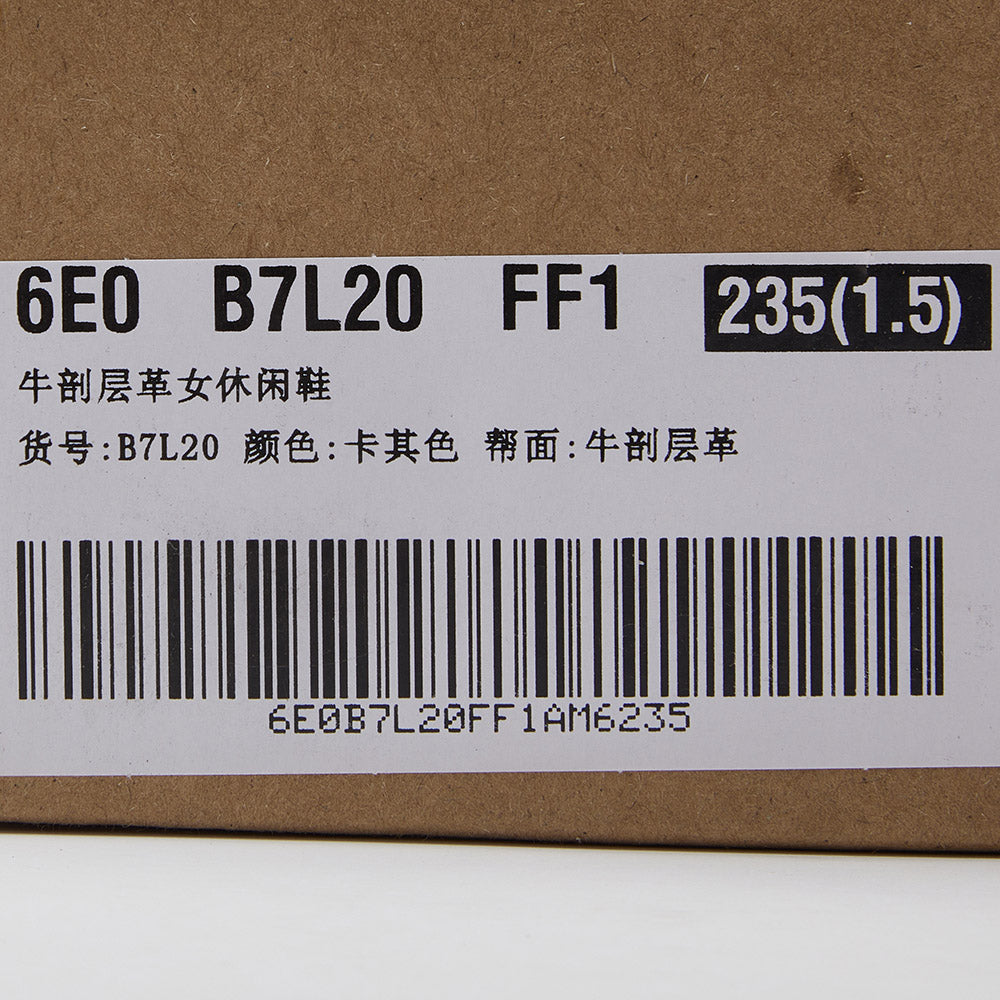 6E0 B7L20 FF1 235(1.5)
牛剖层革女休闲鞋
货号:B7L20 颜色:卡其色 帮面:牛剖层革
6E0B7L20FF1AM6235